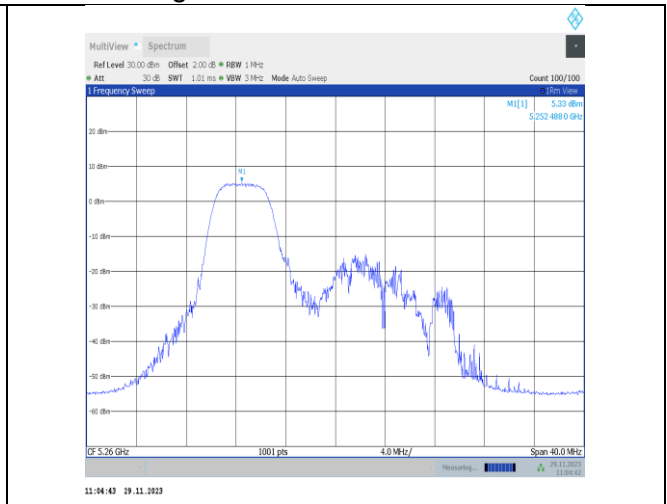 MultiView Spectrum
Ref Level 30.00 dBm Offset 2.00 dB RBW 1 MHz
Att 30 dB SWT 1.01 ms VBW 3 MHz Mode Auto Sweep Count 100/100
1 Frequency Sweep 1Rm View
M1[1] 5.33 dBm
5.252 488 0 GHz
20 dBm
10 dBm
M1
0 dBm
-10 dBm
-20 dBm
-30 dBm
-40 dBm
-50 dBm
-60 dBm
CF 5.26 GHz 1001 pts 4.0 MHz/ Span 40.0 MHz
Measuring... 29.11.2023
11:04:42
11:04:43 29.11.2023